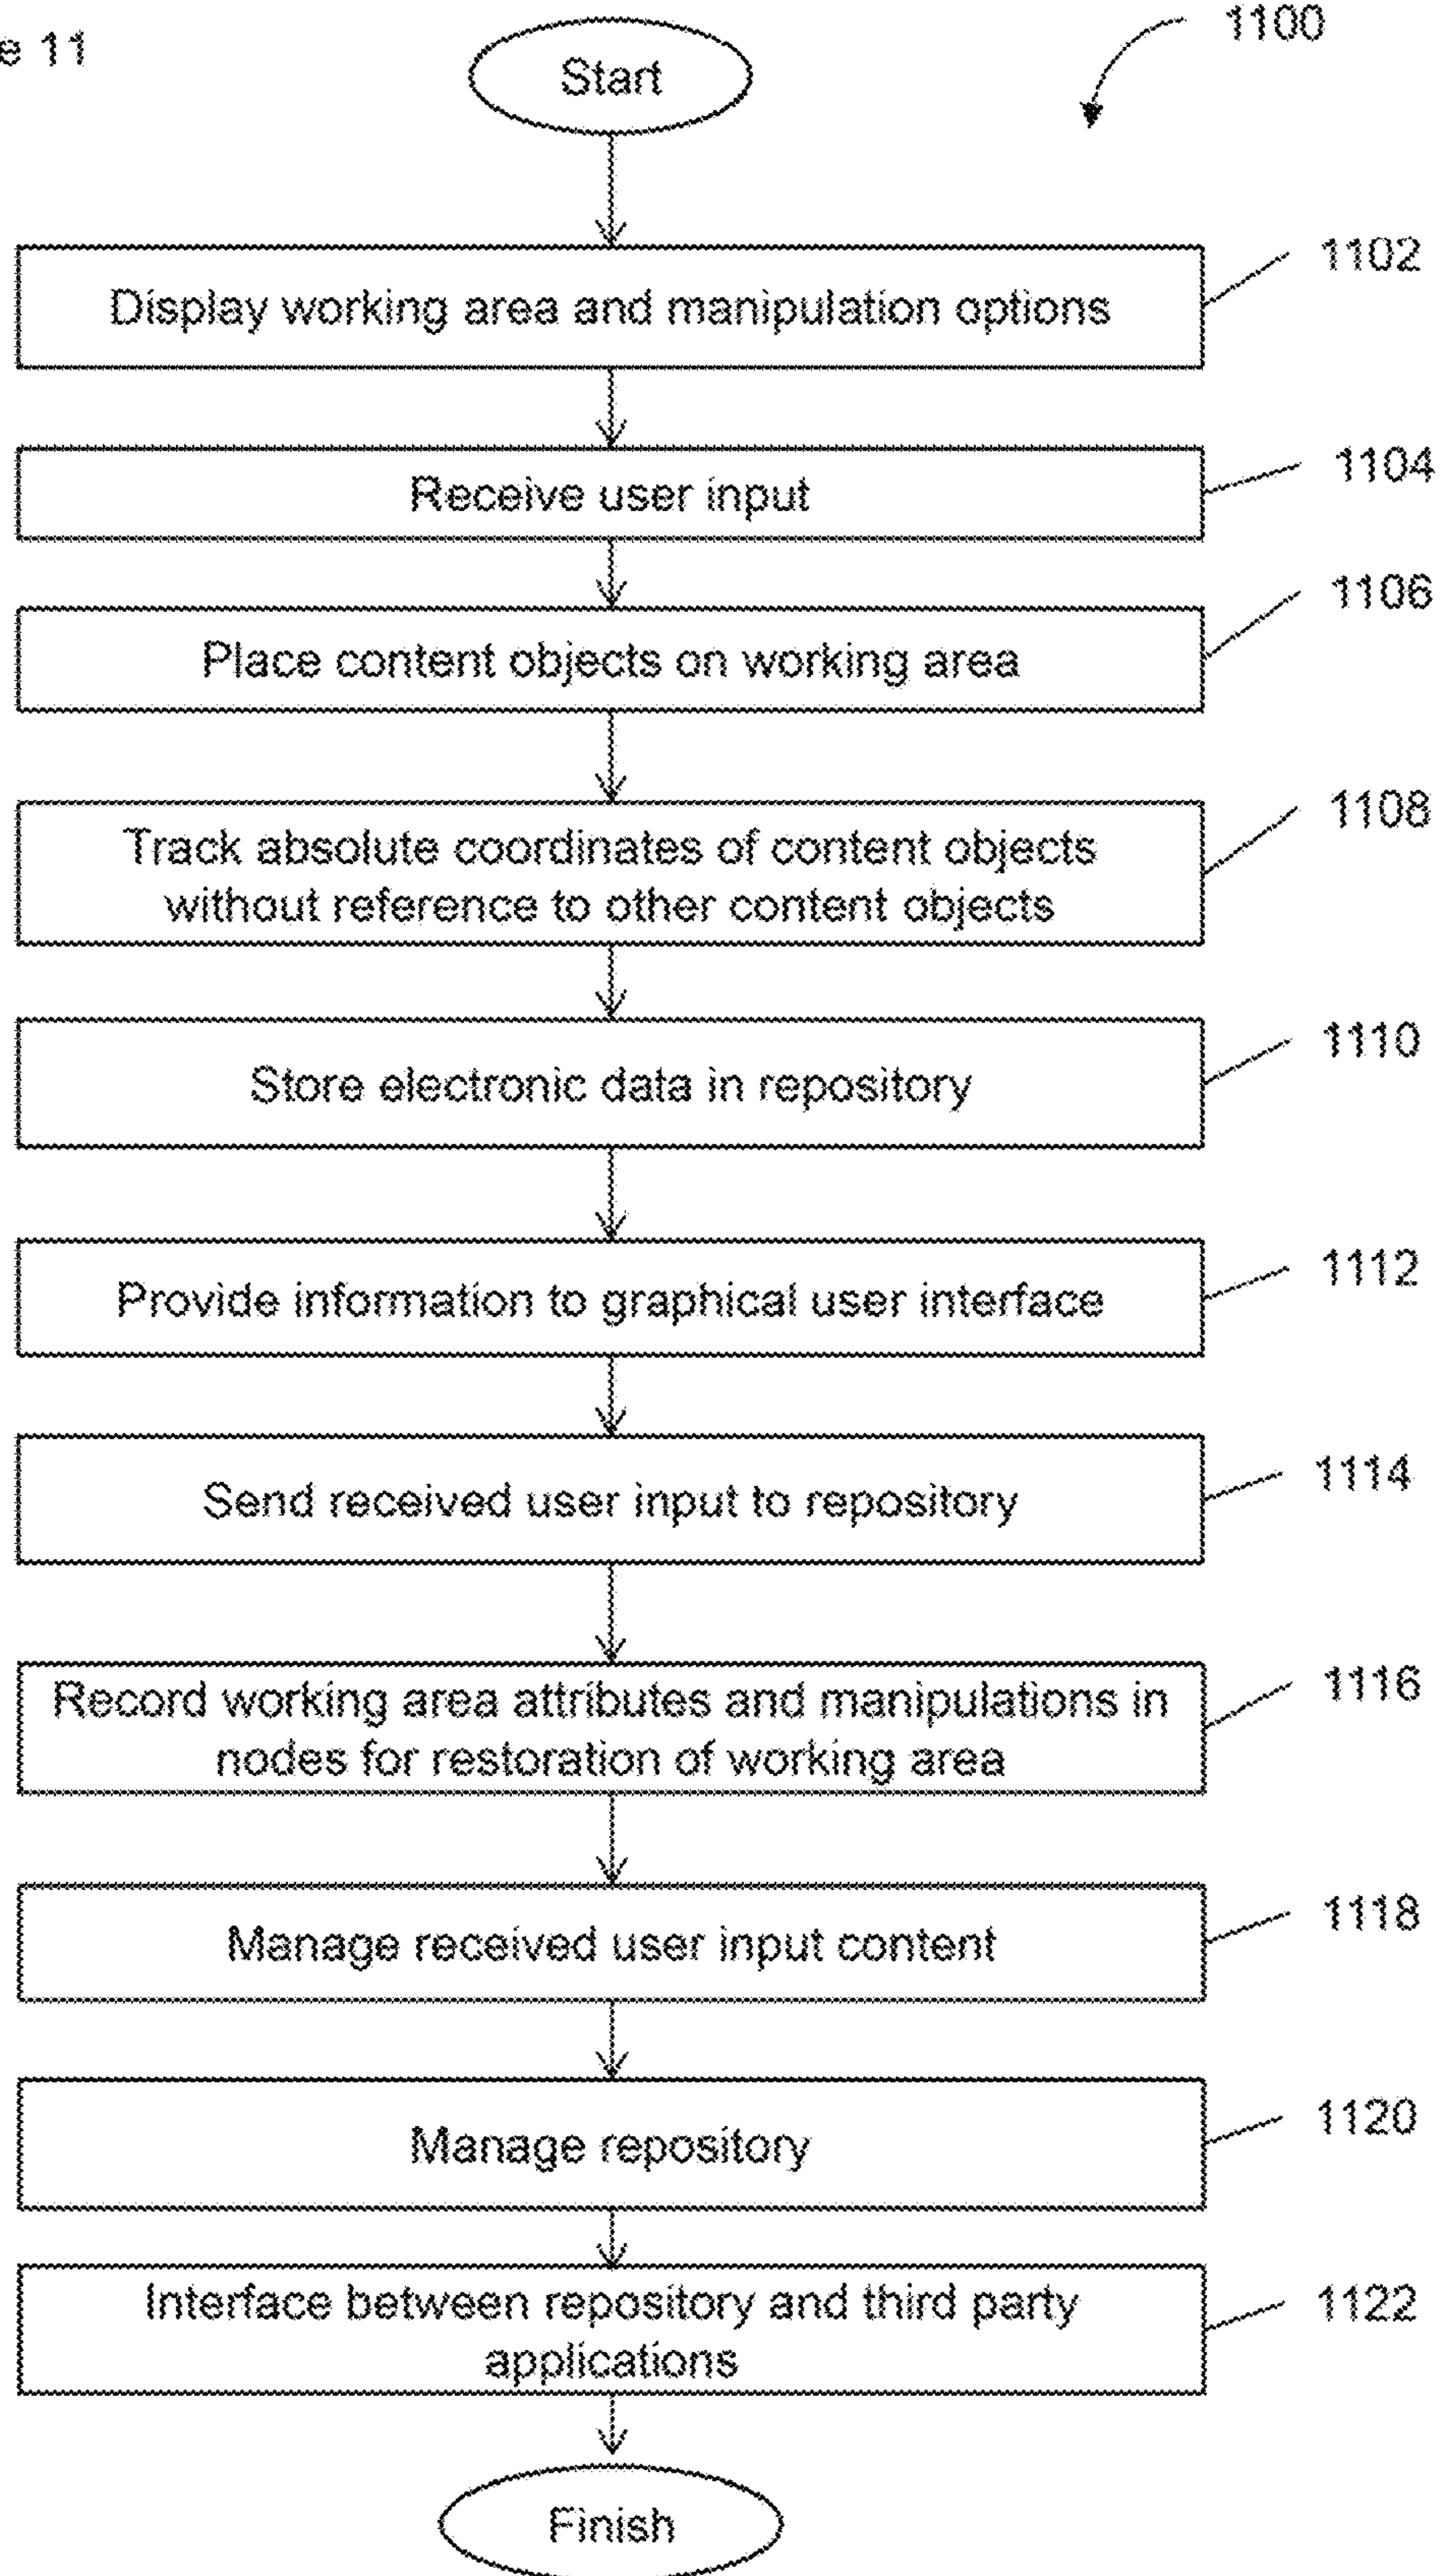 e 11
1100
Start
Display working area and manipulation options
1102
Receive user input
1104
Place content objects on working area
1106
Track absolute coordinates of content objects
without reference to other content objects
1108
Store electronic data in repository
1110
Provide information to graphical user interface
1112
Send received user input to repository
1114
Record working area attributes and manipulations in
nodes for restoration of working area
1116
Manage received user input content
1118
Manage repository
1120
Interface between repository and third party
applications
1122
Finish